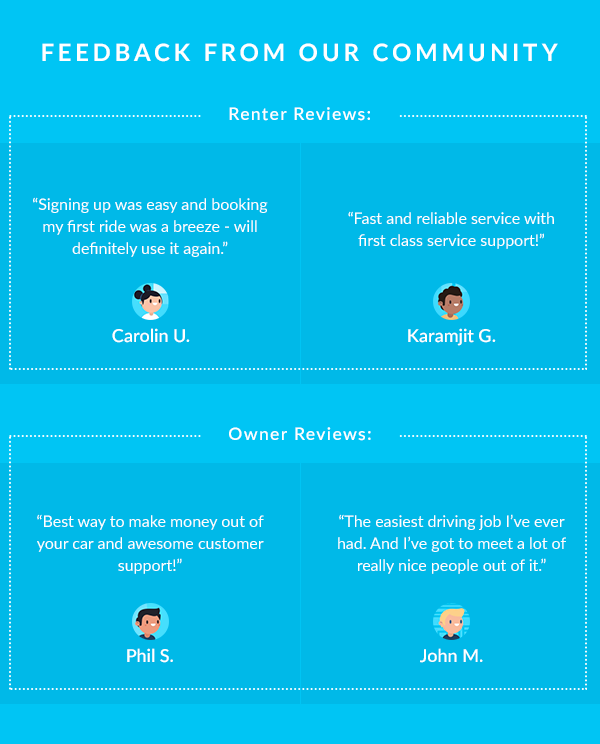 FEEDBACK FROM OUR COMMUNITY
Renter Reviews:
“Signing up was easy and booking
my first ride was a breeze - will
definitely use it again.”
Carolin U.
“Fast and reliable service with
first class service support!”
Karamjit G.
Owner Reviews:
“Best way to make money out of
your car and awesome customer
support!”
Phil S.
“The easiest driving job I’ve ever
had. And I’ve got to meet a lot of
really nice people out of it.”
John M.